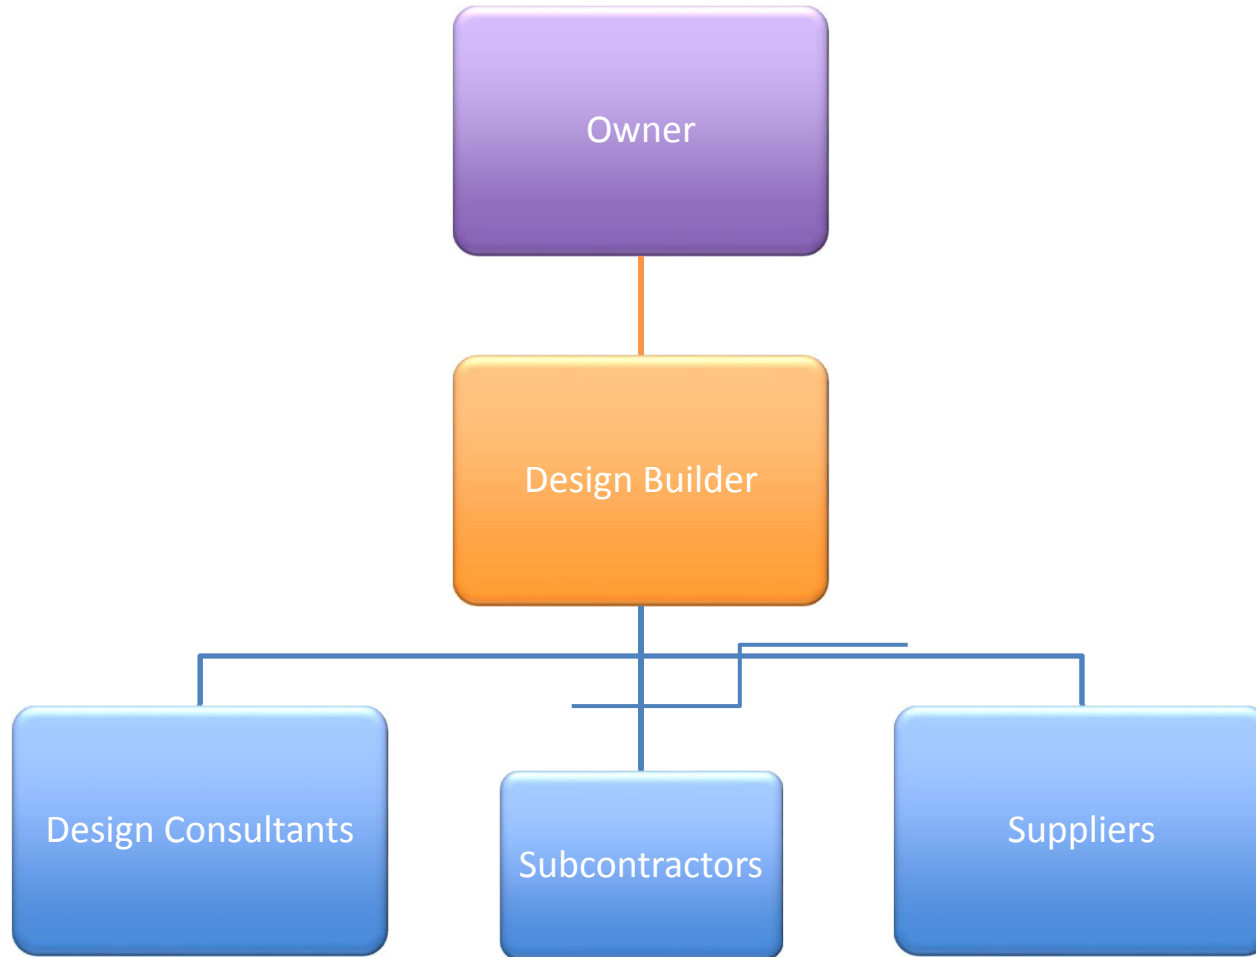 Owner
Design Builder
Design Consultants
Subcontractors
Suppliers